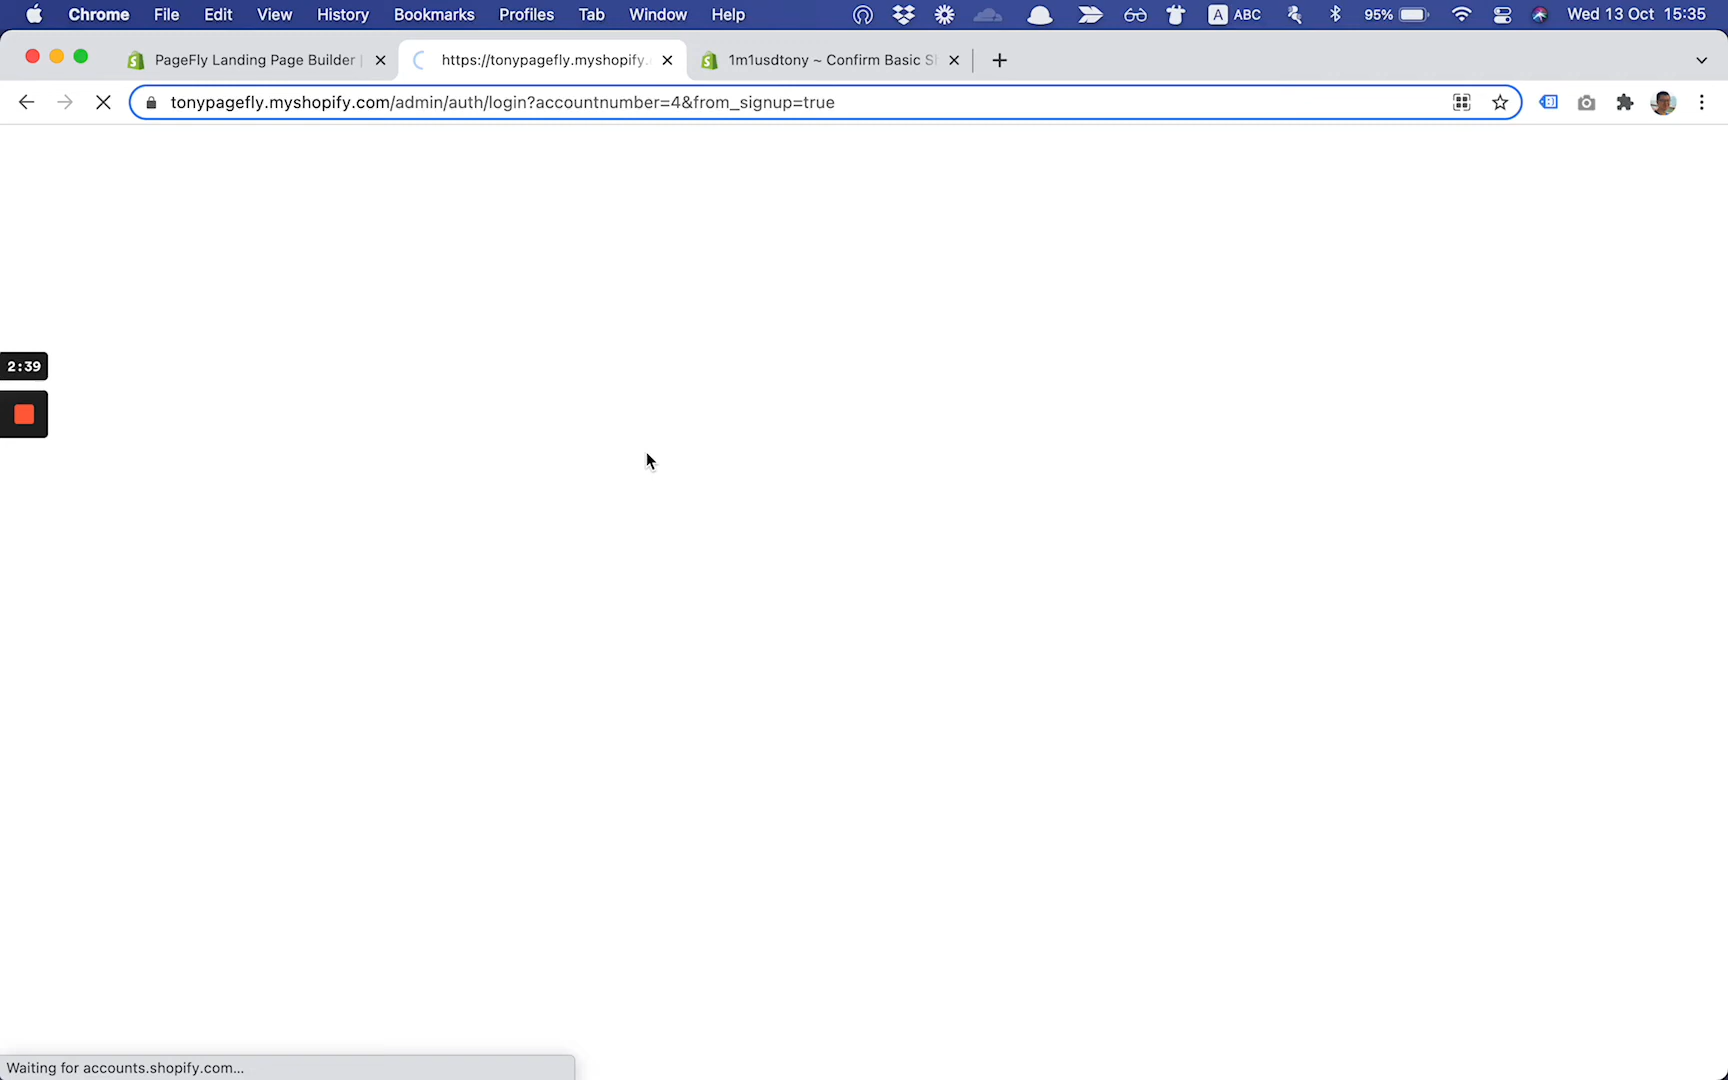 Chrome File Edit View History Bookmarks Profiles Tab Window Help A ABC 95% Wed 13 Oct 15:35
PageFly Landing Page Builder | https://tonypagefly.myshopify. 1m1usdtony ~ Confirm Basic S
tonypagefly.myshopify.com/admin/auth/login?accountnumber=4&from_signup=true
2:39
Waiting for accounts.shopify.com...